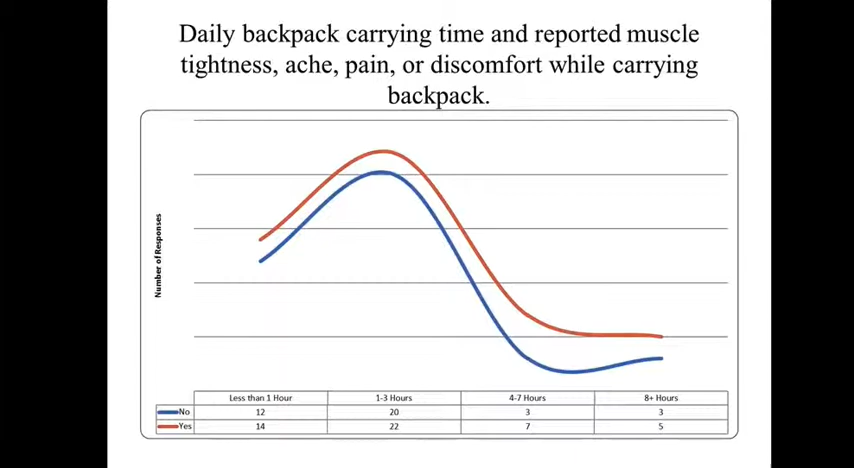 Daily backpack carrying time and reported muscle
tightness, ache, pain, or discomfort while carrying
backpack.
Number of Responses
Less than 1 Hour 1-3 Hours 4-7 Hours 8+ Hours
No 12 20 3 3
Yes 14 22 7 5